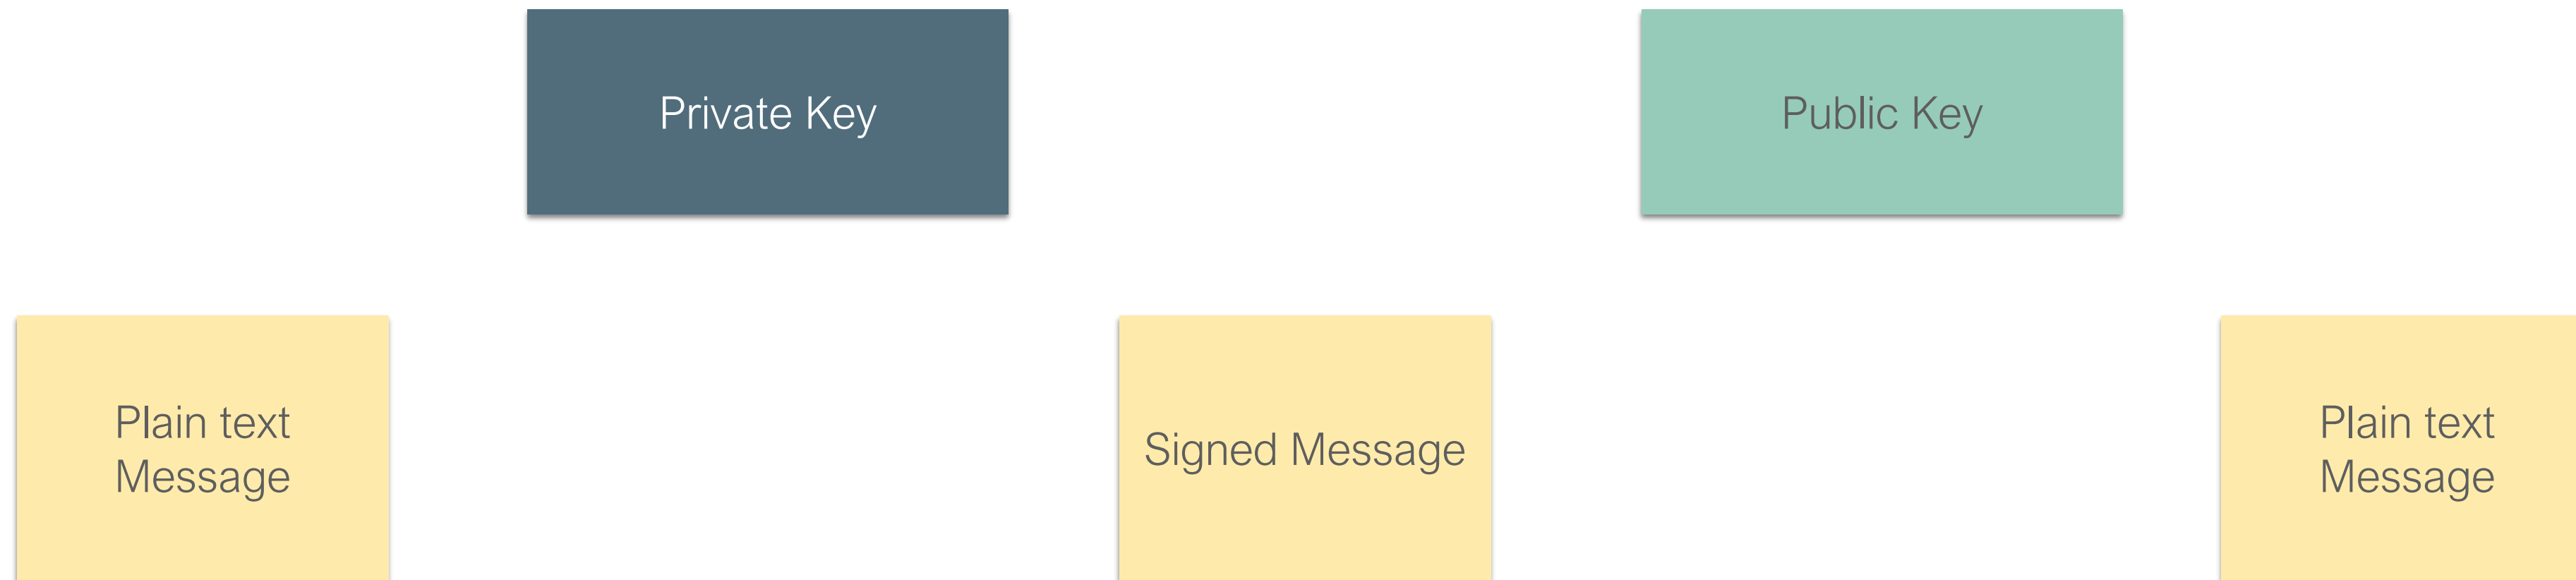 Private Key
Public Key
Plain text
Message
Signed Message
Plain text
Message